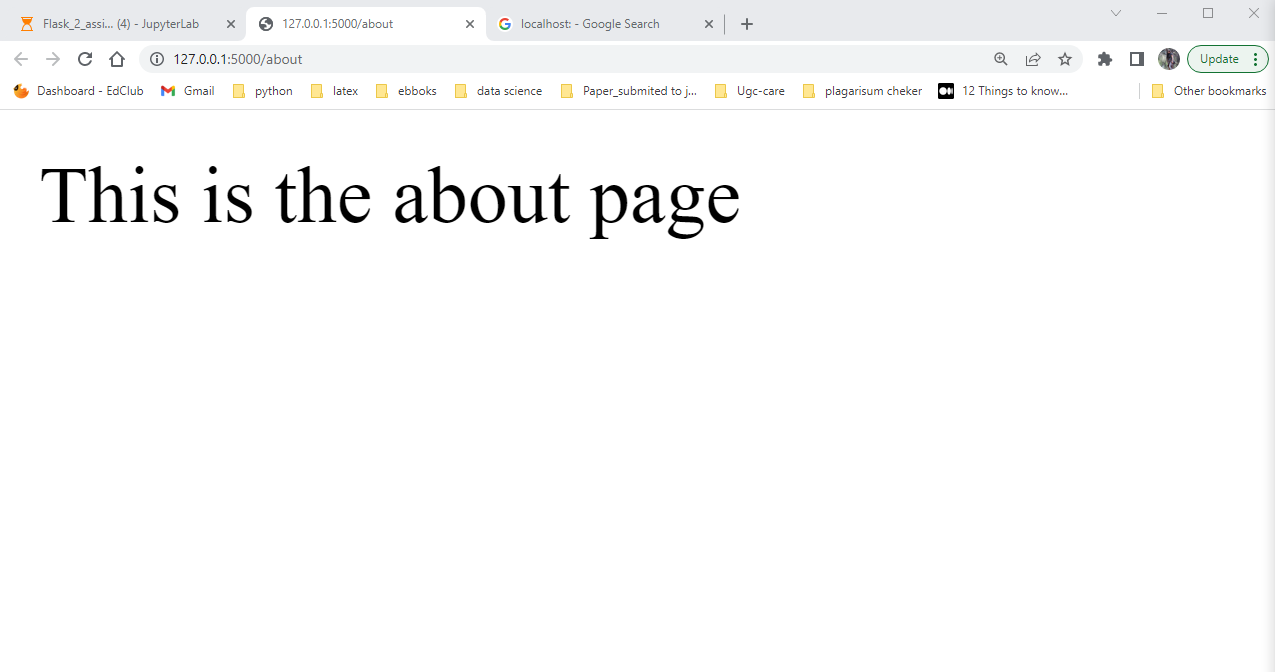 Flask_2_assi... (4) - JupyterLab
127.0.0.1:5000/about
localhost: - Google Search
127.0.0.1:5000/about
Update
Dashboard - EdClub
Gmail
python
latex
ebboks
data science
Paper_submited to j...
Ugc-care
plagarisum cheker
12 Things to know...
Other bookmarks
This is the about page